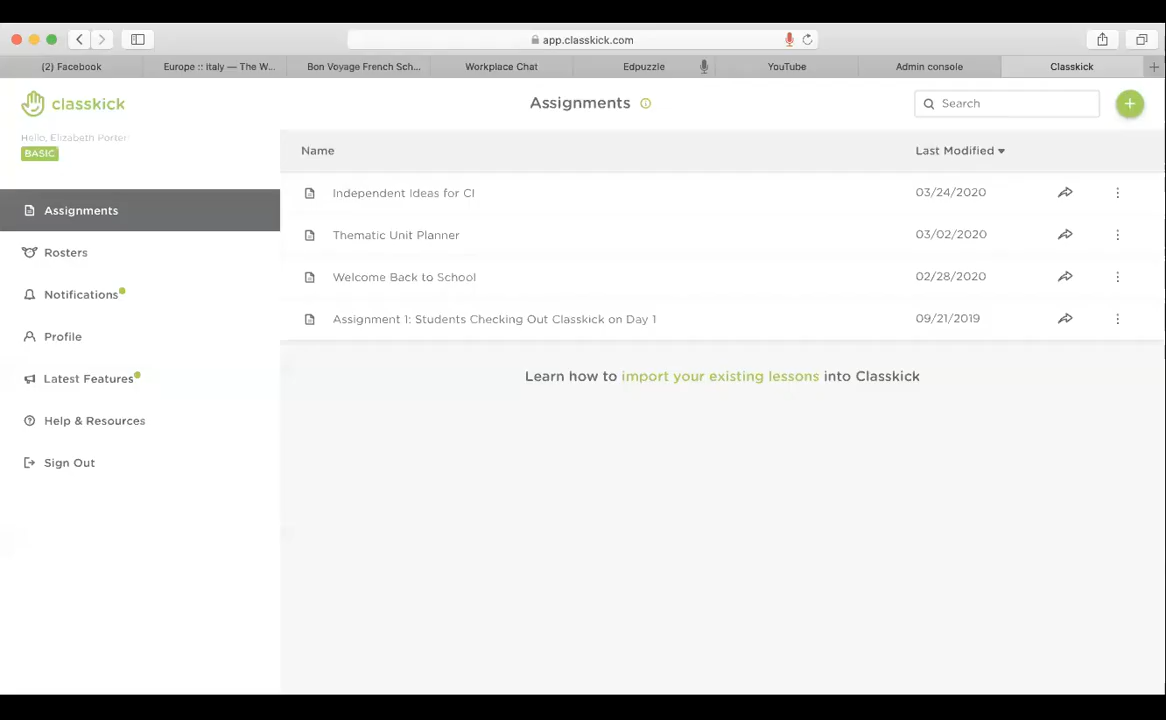 app.classkick.com
(2) Facebook
Europe :: Italy — The W...
Bon Voyage French Sch...
Workplace Chat
Edpuzzle
YouTube
Admin console
Classkick
classkick
Hello, Elizabeth Porter!
BASIC
Assignments
Search
Name
Last Modified
Assignments
Rosters
Notifications
Profile
Latest Features
Help & Resources
Sign Out
Independent Ideas for CI
03/24/2020
Thematic Unit Planner
03/02/2020
Welcome Back to School
02/28/2020
Assignment 1: Students Checking Out Classkick on Day 1
09/21/2019
Learn how to import your existing lessons into Classkick